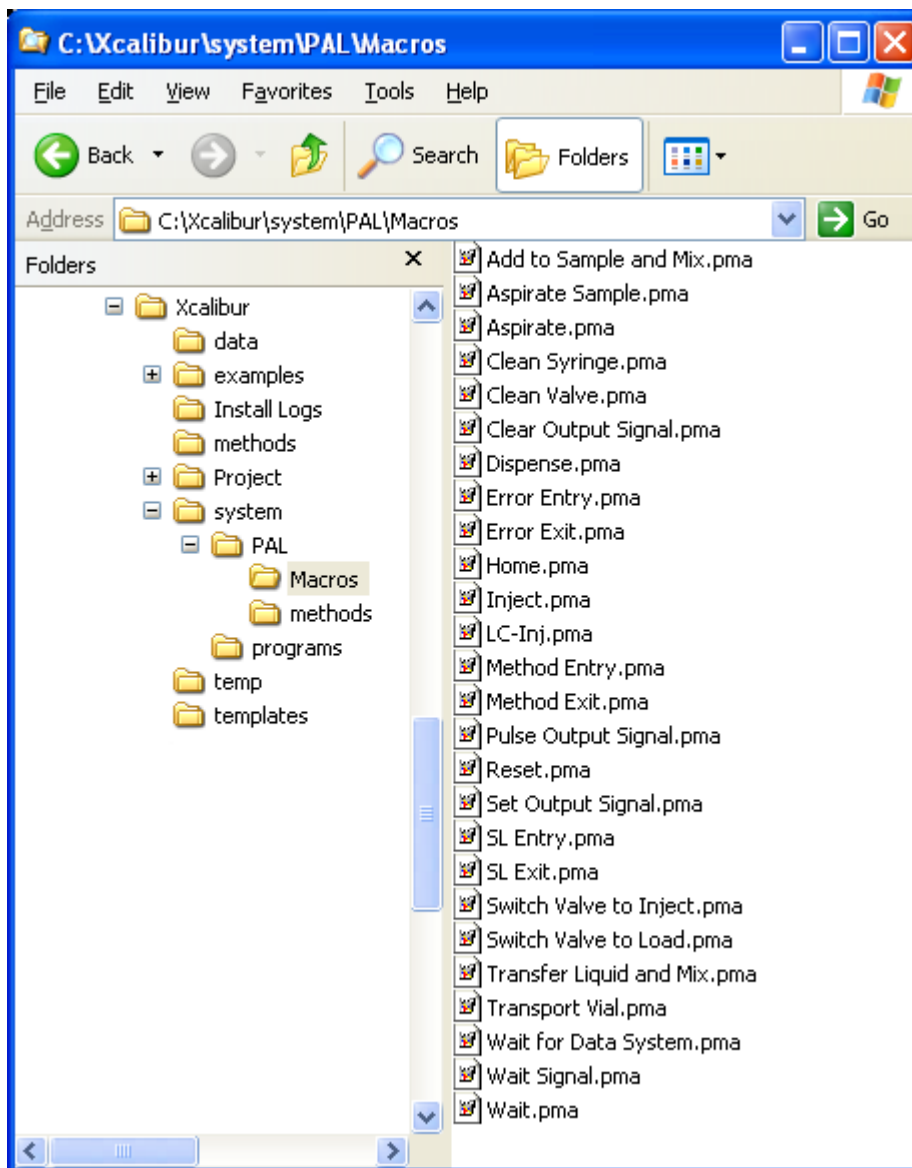 C:\Xcalibur\system\PAL\Macros
File Edit View Favorites Tools Help
Back Search Folders
Address C:\Xcalibur\system\PAL\Macros Go
Folders
Xcalibur
data
examples
Install Logs
methods
Project
system
PAL
Macros
methods
programs
temp
templates
Add to Sample and Mix.pma
Aspirate Sample.pma
Aspirate.pma
Clean Syringe.pma
Clean Valve.pma
Clear Output Signal.pma
Dispense.pma
Error Entry.pma
Error Exit.pma
Home.pma
Inject.pma
LC-Inj.pma
Method Entry.pma
Method Exit.pma
Pulse Output Signal.pma
Reset.pma
Set Output Signal.pma
SL Entry.pma
SL Exit.pma
Switch Valve to Inject.pma
Switch Valve to Load.pma
Transfer Liquid and Mix.pma
Transport Vial.pma
Wait for Data System.pma
Wait Signal.pma
Wait.pma